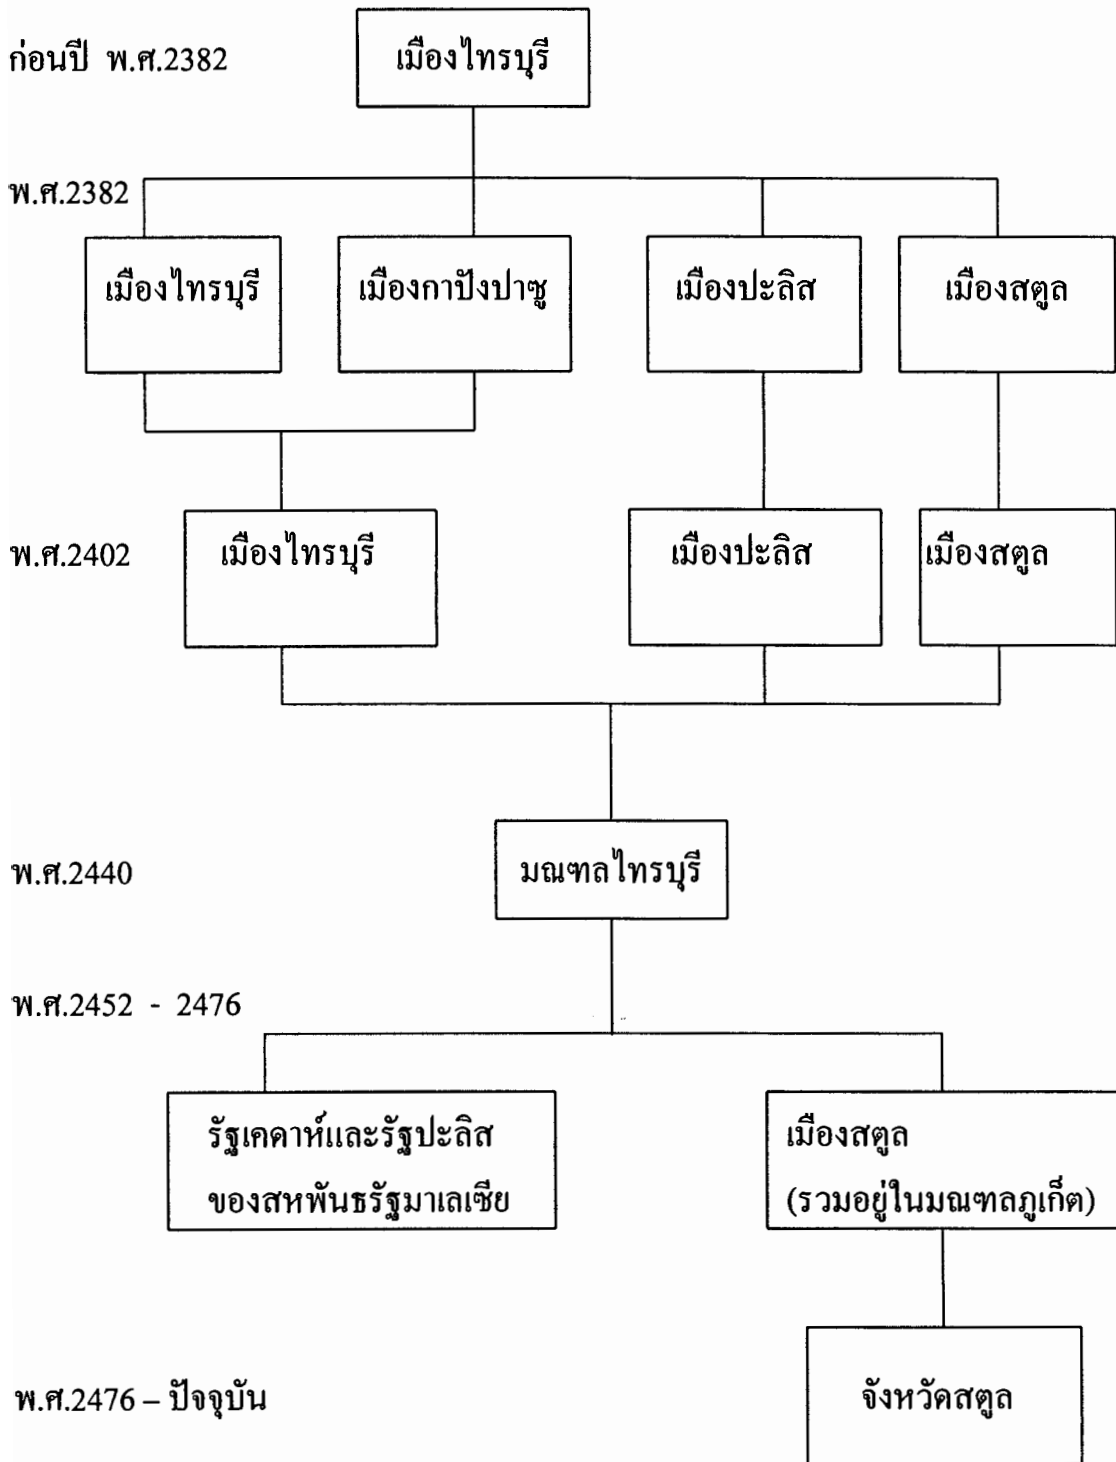 ก่อนปี พ.ศ.2382
เมืองไทรบุรี
พ.ศ.2382
เมืองไทรบุรี
เมืองกาปังปาซู
เมืองปะลิส
เมืองสตูล
พ.ศ.2402
เมืองไทรบุรี
เมืองปะลิส
เมืองสตูล
พ.ศ.2440
มณฑลไทรบุรี
พ.ศ.2452 - 2476
รัฐเคดาห์และรัฐปะลิส
ของสหพันธรัฐมาเลเซีย
เมืองสตูล
(รวมอยู่ในมณฑลภูเก็ต)
พ.ศ.2476 – ปัจจุบัน
จังหวัดสตูล